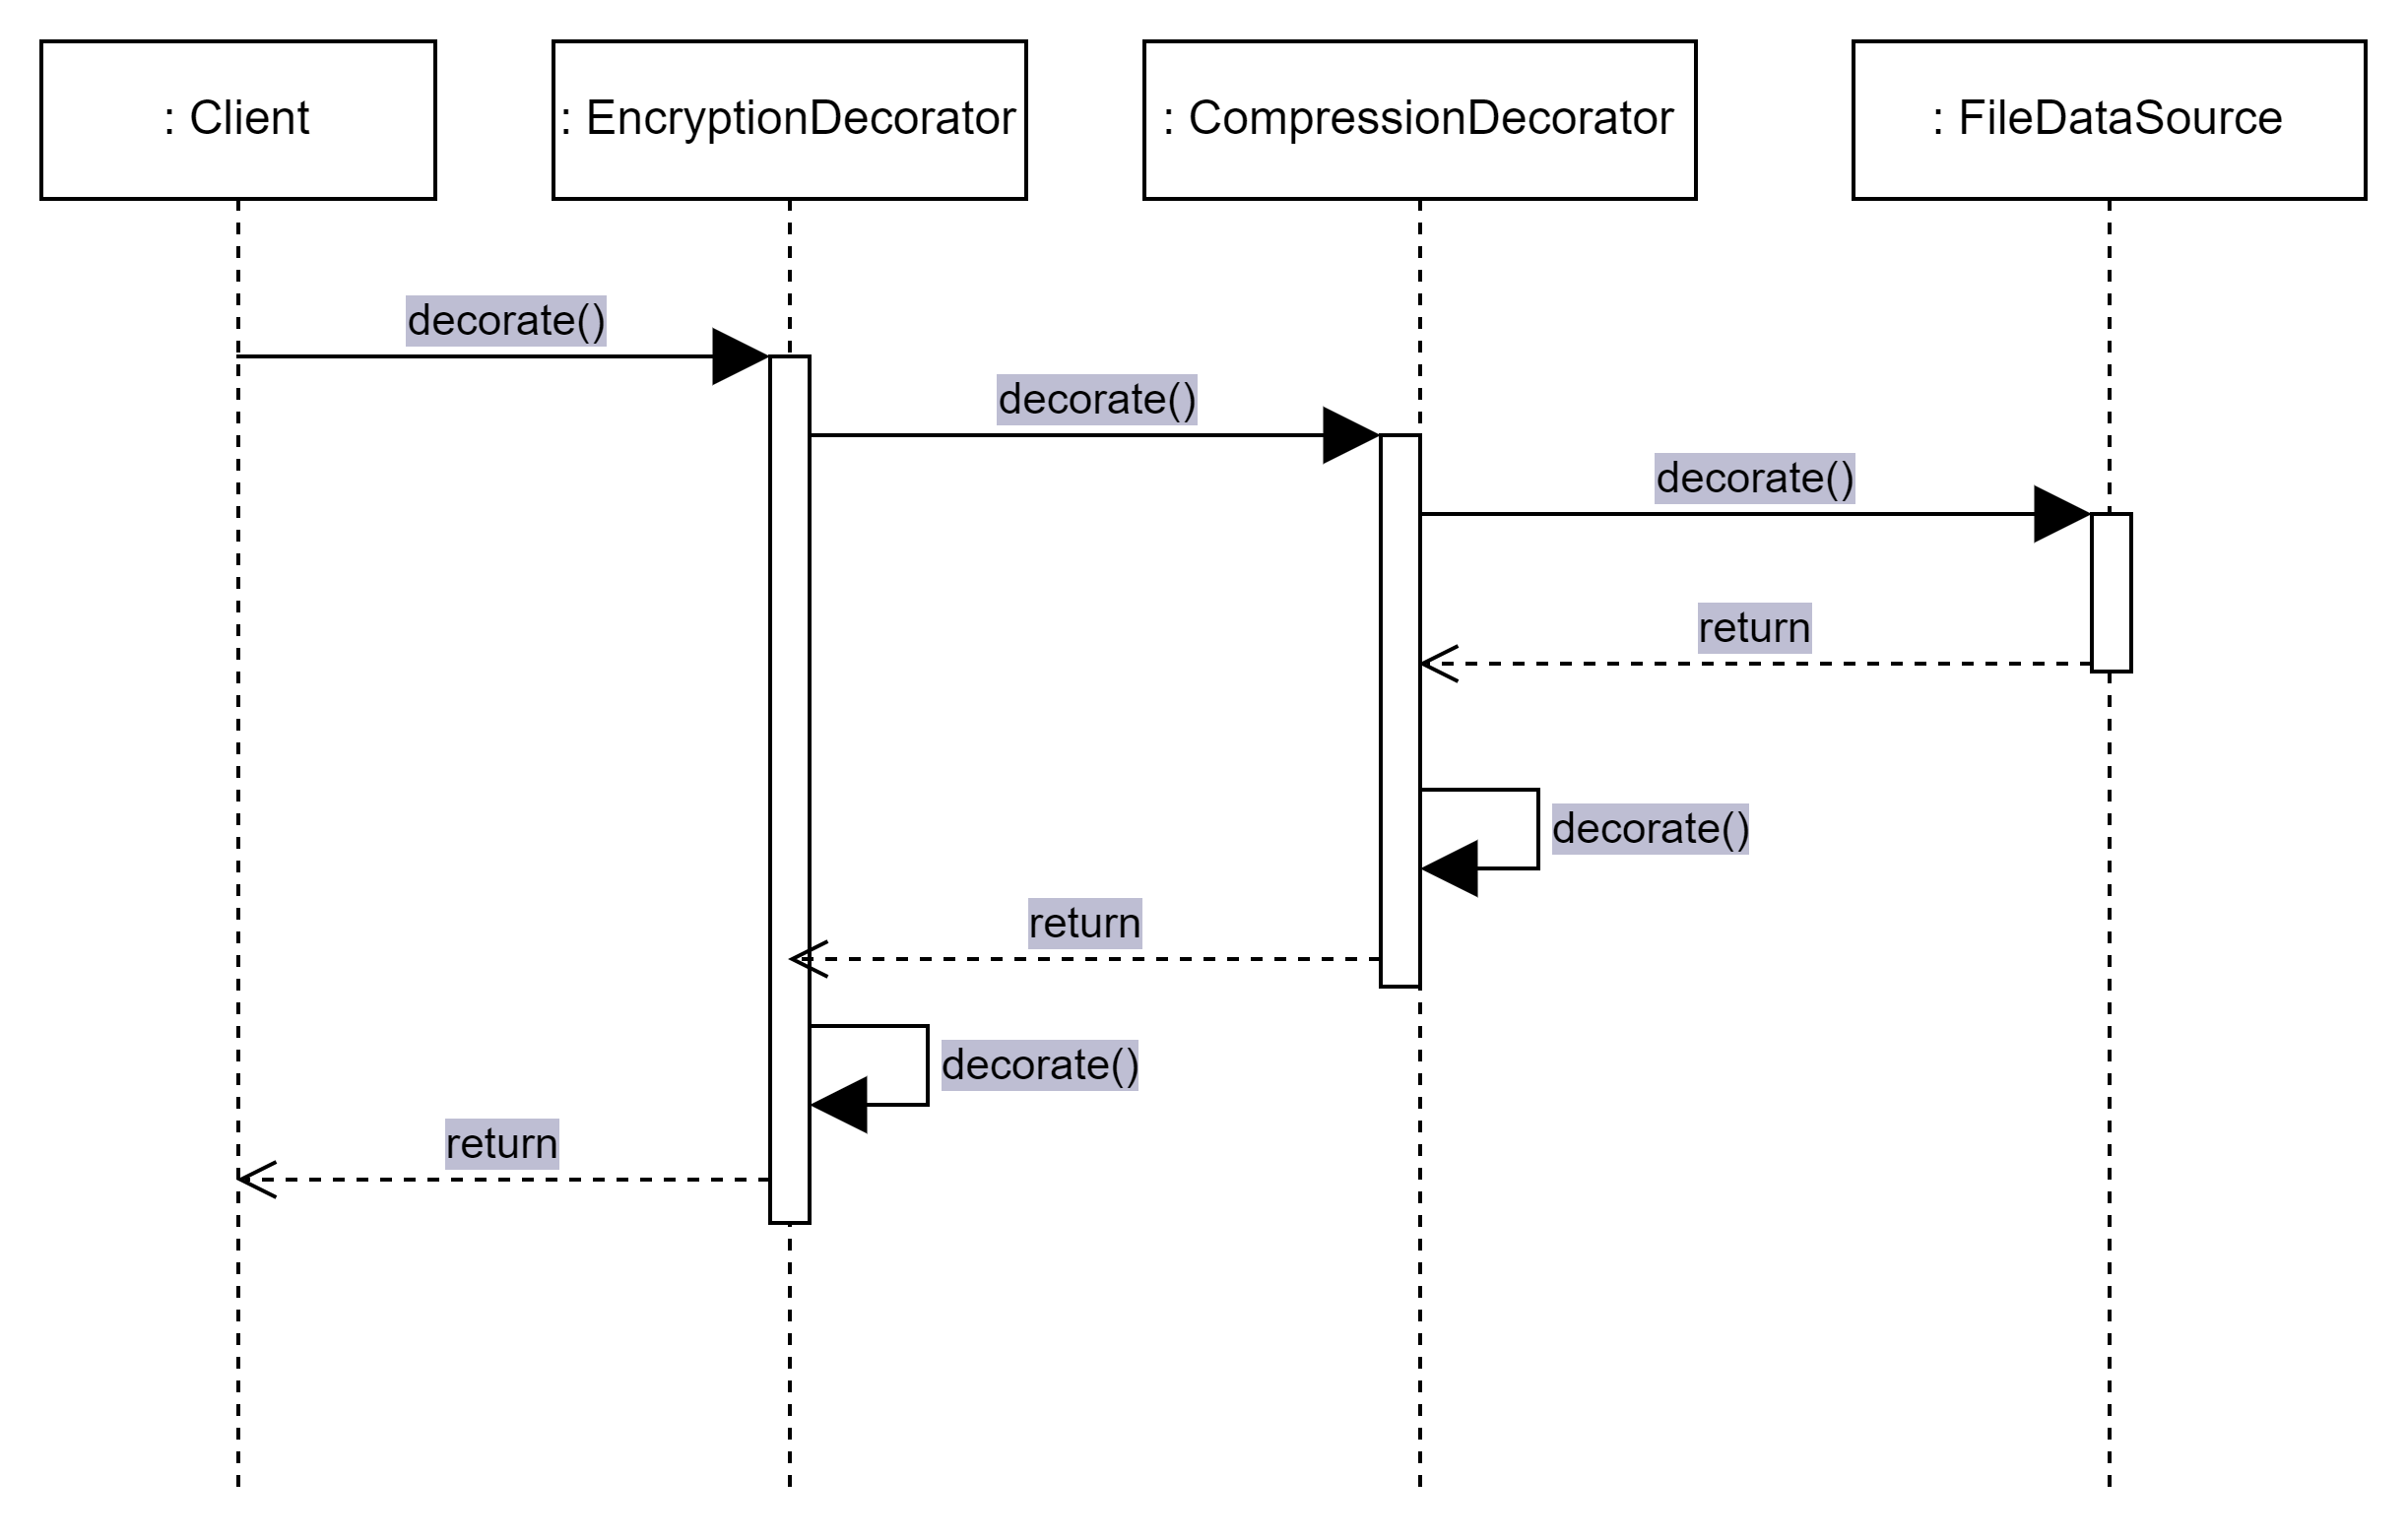 : Client
: EncryptionDecorator
: CompressionDecorator
: FileDataSource
decorate()
decorate()
decorate()
return
decorate()
return
decorate()
return